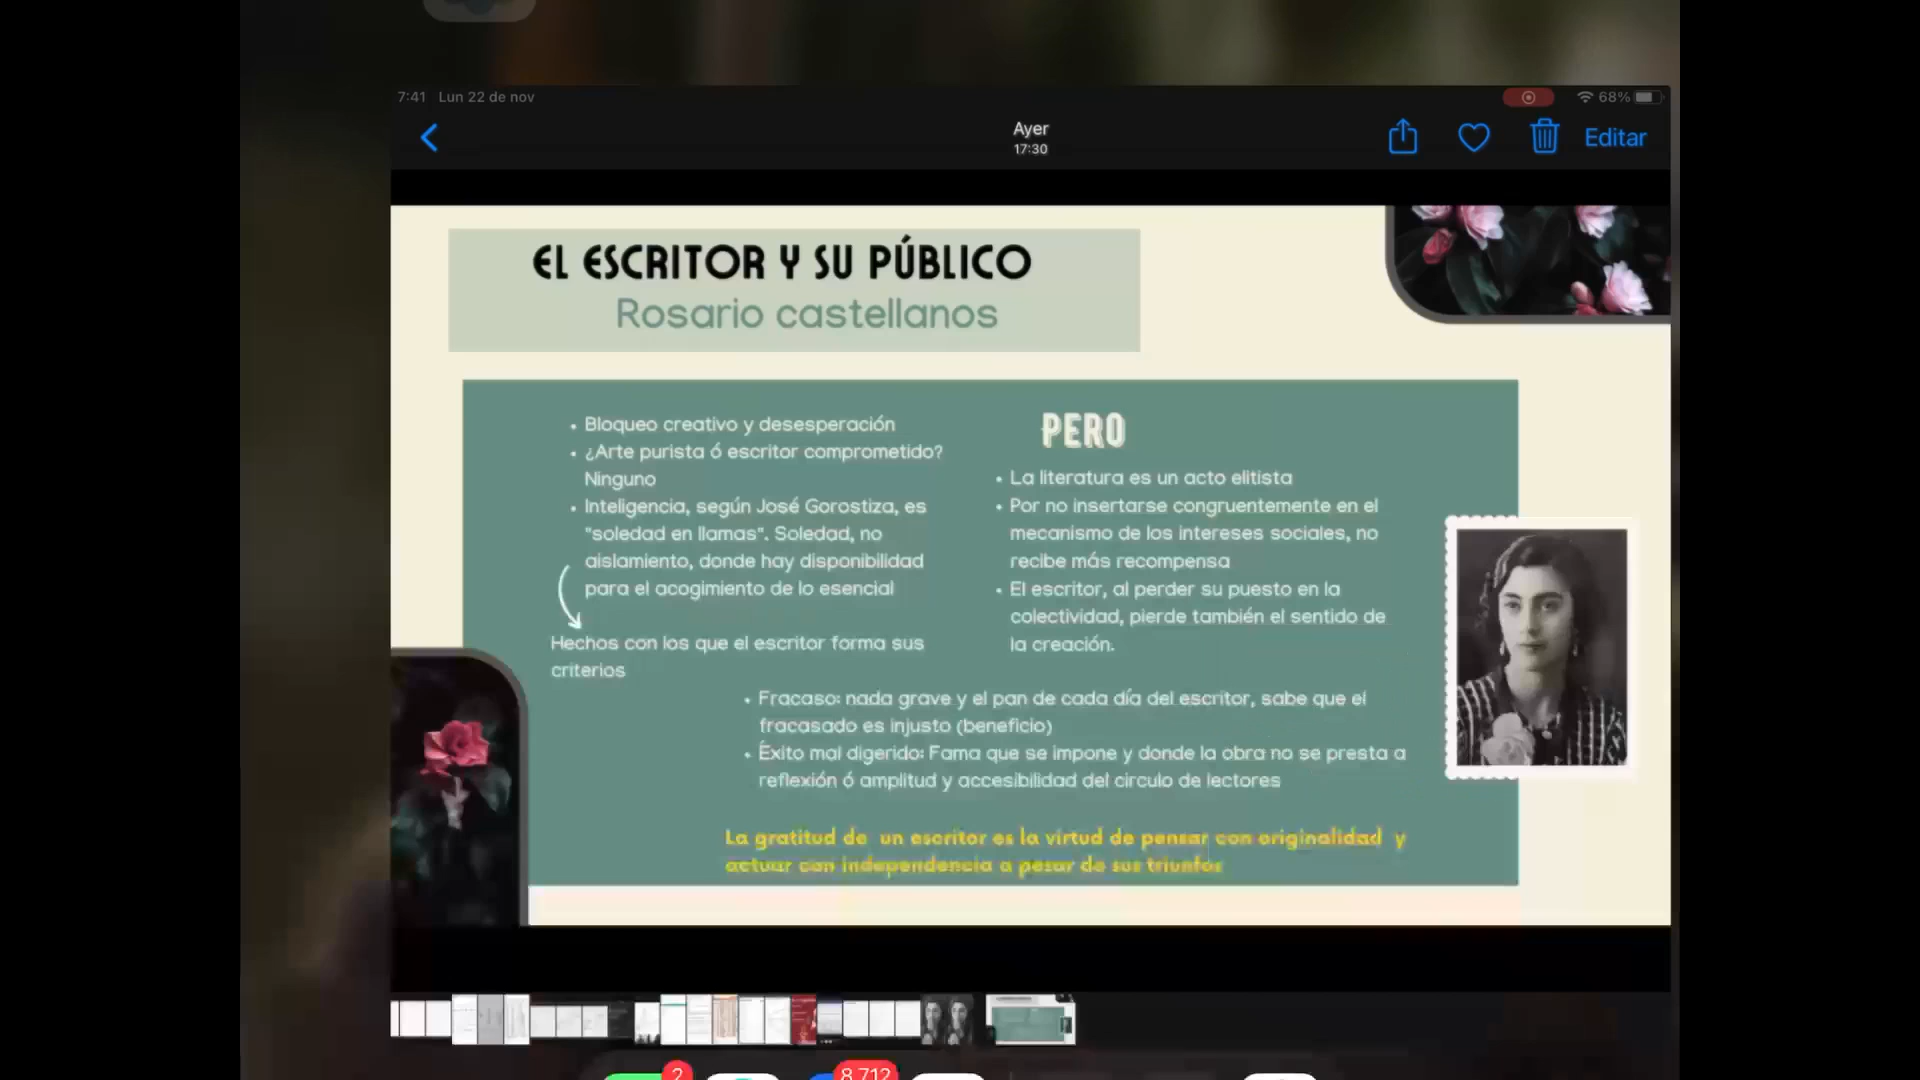 7:41 Lun 22 de nov
68%
Ayer
17:30
Editar
EL ESCRITOR Y SU PÚBLICO
Rosario castellanos
• Bloqueo creativo y desesperación
• ¿Arte purista ó escritor comprometido?
Ninguno
• Inteligencia, según José Gorostiza, es
"soledad en llamas". Soledad, no
aislamiento, donde hay disponibilidad
para el acogimiento de lo esencial
Hechos con los que el escritor forma sus
criterios
PERO
• La literatura es un acto elitista
• Por no insertarse congruentemente en el
mecanismo de los intereses sociales, no
recibe más recompensa
• El escritor, al perder su puesto en la
colectividad, pierde también el sentido de
la creación.
• Fracaso: nada grave y el pan de cada día del escritor, sabe que el
fracasado es injusto (beneficio)
• Éxito mal digerido: Fama que se impone y donde la obra no se presta a
reflexión ó amplitud y accesibilidad del circulo de lectores
La gratitud de un escritor es la virtud de pensar con originalidad y
actuar con independencia a pesar de sus triunfos
2
8,712